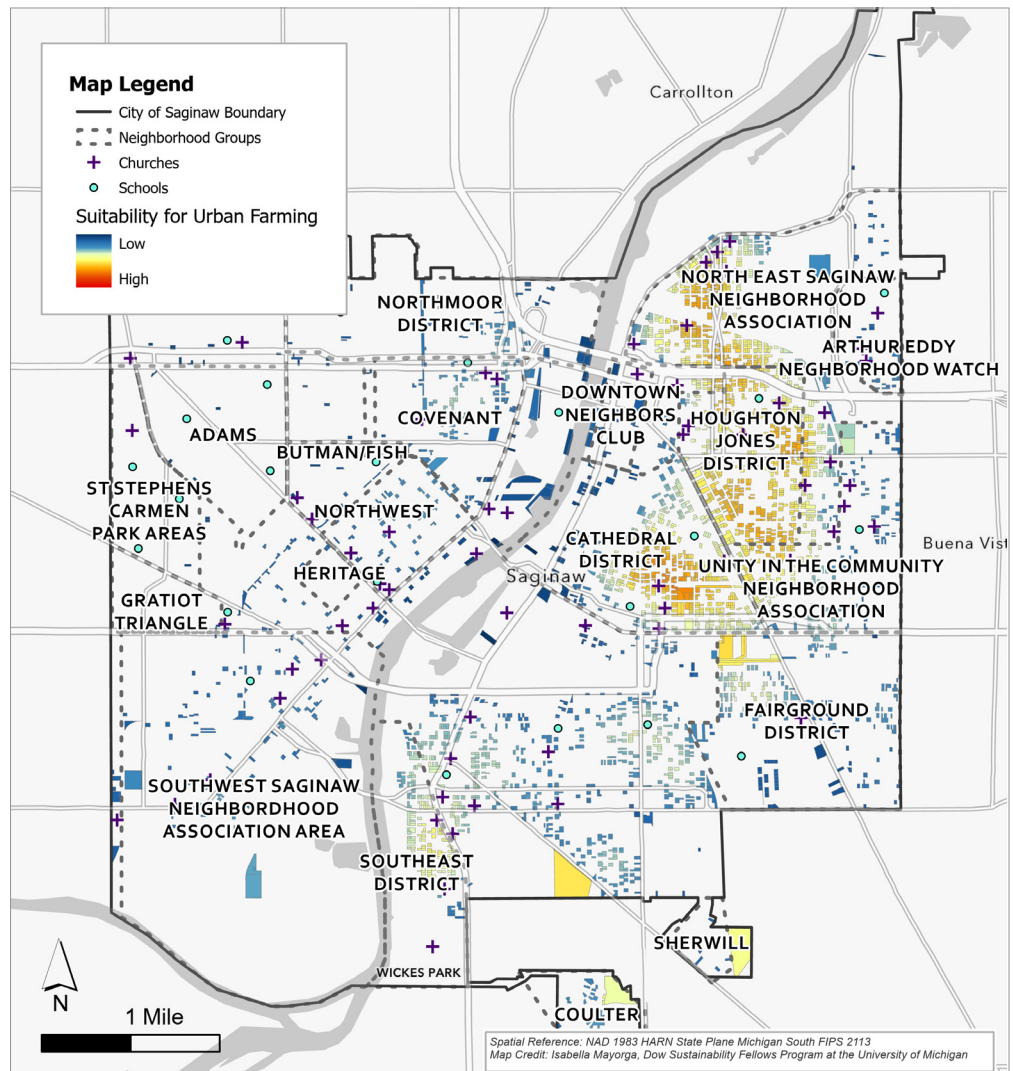 Map Legend
City of Saginaw Boundary
Neighborhood Groups
Churches
Schools
Suitability for Urban Farming
Low
High
Carrollton
NORTH EAST SAGINAW
NEIGHBORHOOD
ASSOCIATION
NORTHMOOR
DISTRICT
ARTHUR EDDY
NEGHBORHOOD WATCH
DOWNTOWN
NEIGHBORS
CLUB
COVENANT
HOUGHTON
JONES
DISTRICT
ADAMS
BUTMAN/FISH
ST STEPHENS
CARMEN
PARK AREAS
NORTHWEST
CATHEDRAL
DISTRICT
Buena Vist
HERITAGE
Saginaw
UNITY IN THE COMMUNITY
NEIGHBORHOOD
ASSOCIATION
GRATIOT
TRIANGLE
FAIRGROUND
DISTRICT
SOUTHWEST SAGINAW
NEIGHBORDHOOD
ASSOCIATION AREA
SOUTHEAST
DISTRICT
SHERWILL
WICKES PARK
COULTER
N
1 Mile
Spatial Reference: NAD 1983 HARN State Plane Michigan South FIPS 2113
Map Credit: Isabella Mayorga, Dow Sustainability Fellows Program at the University of Michigan